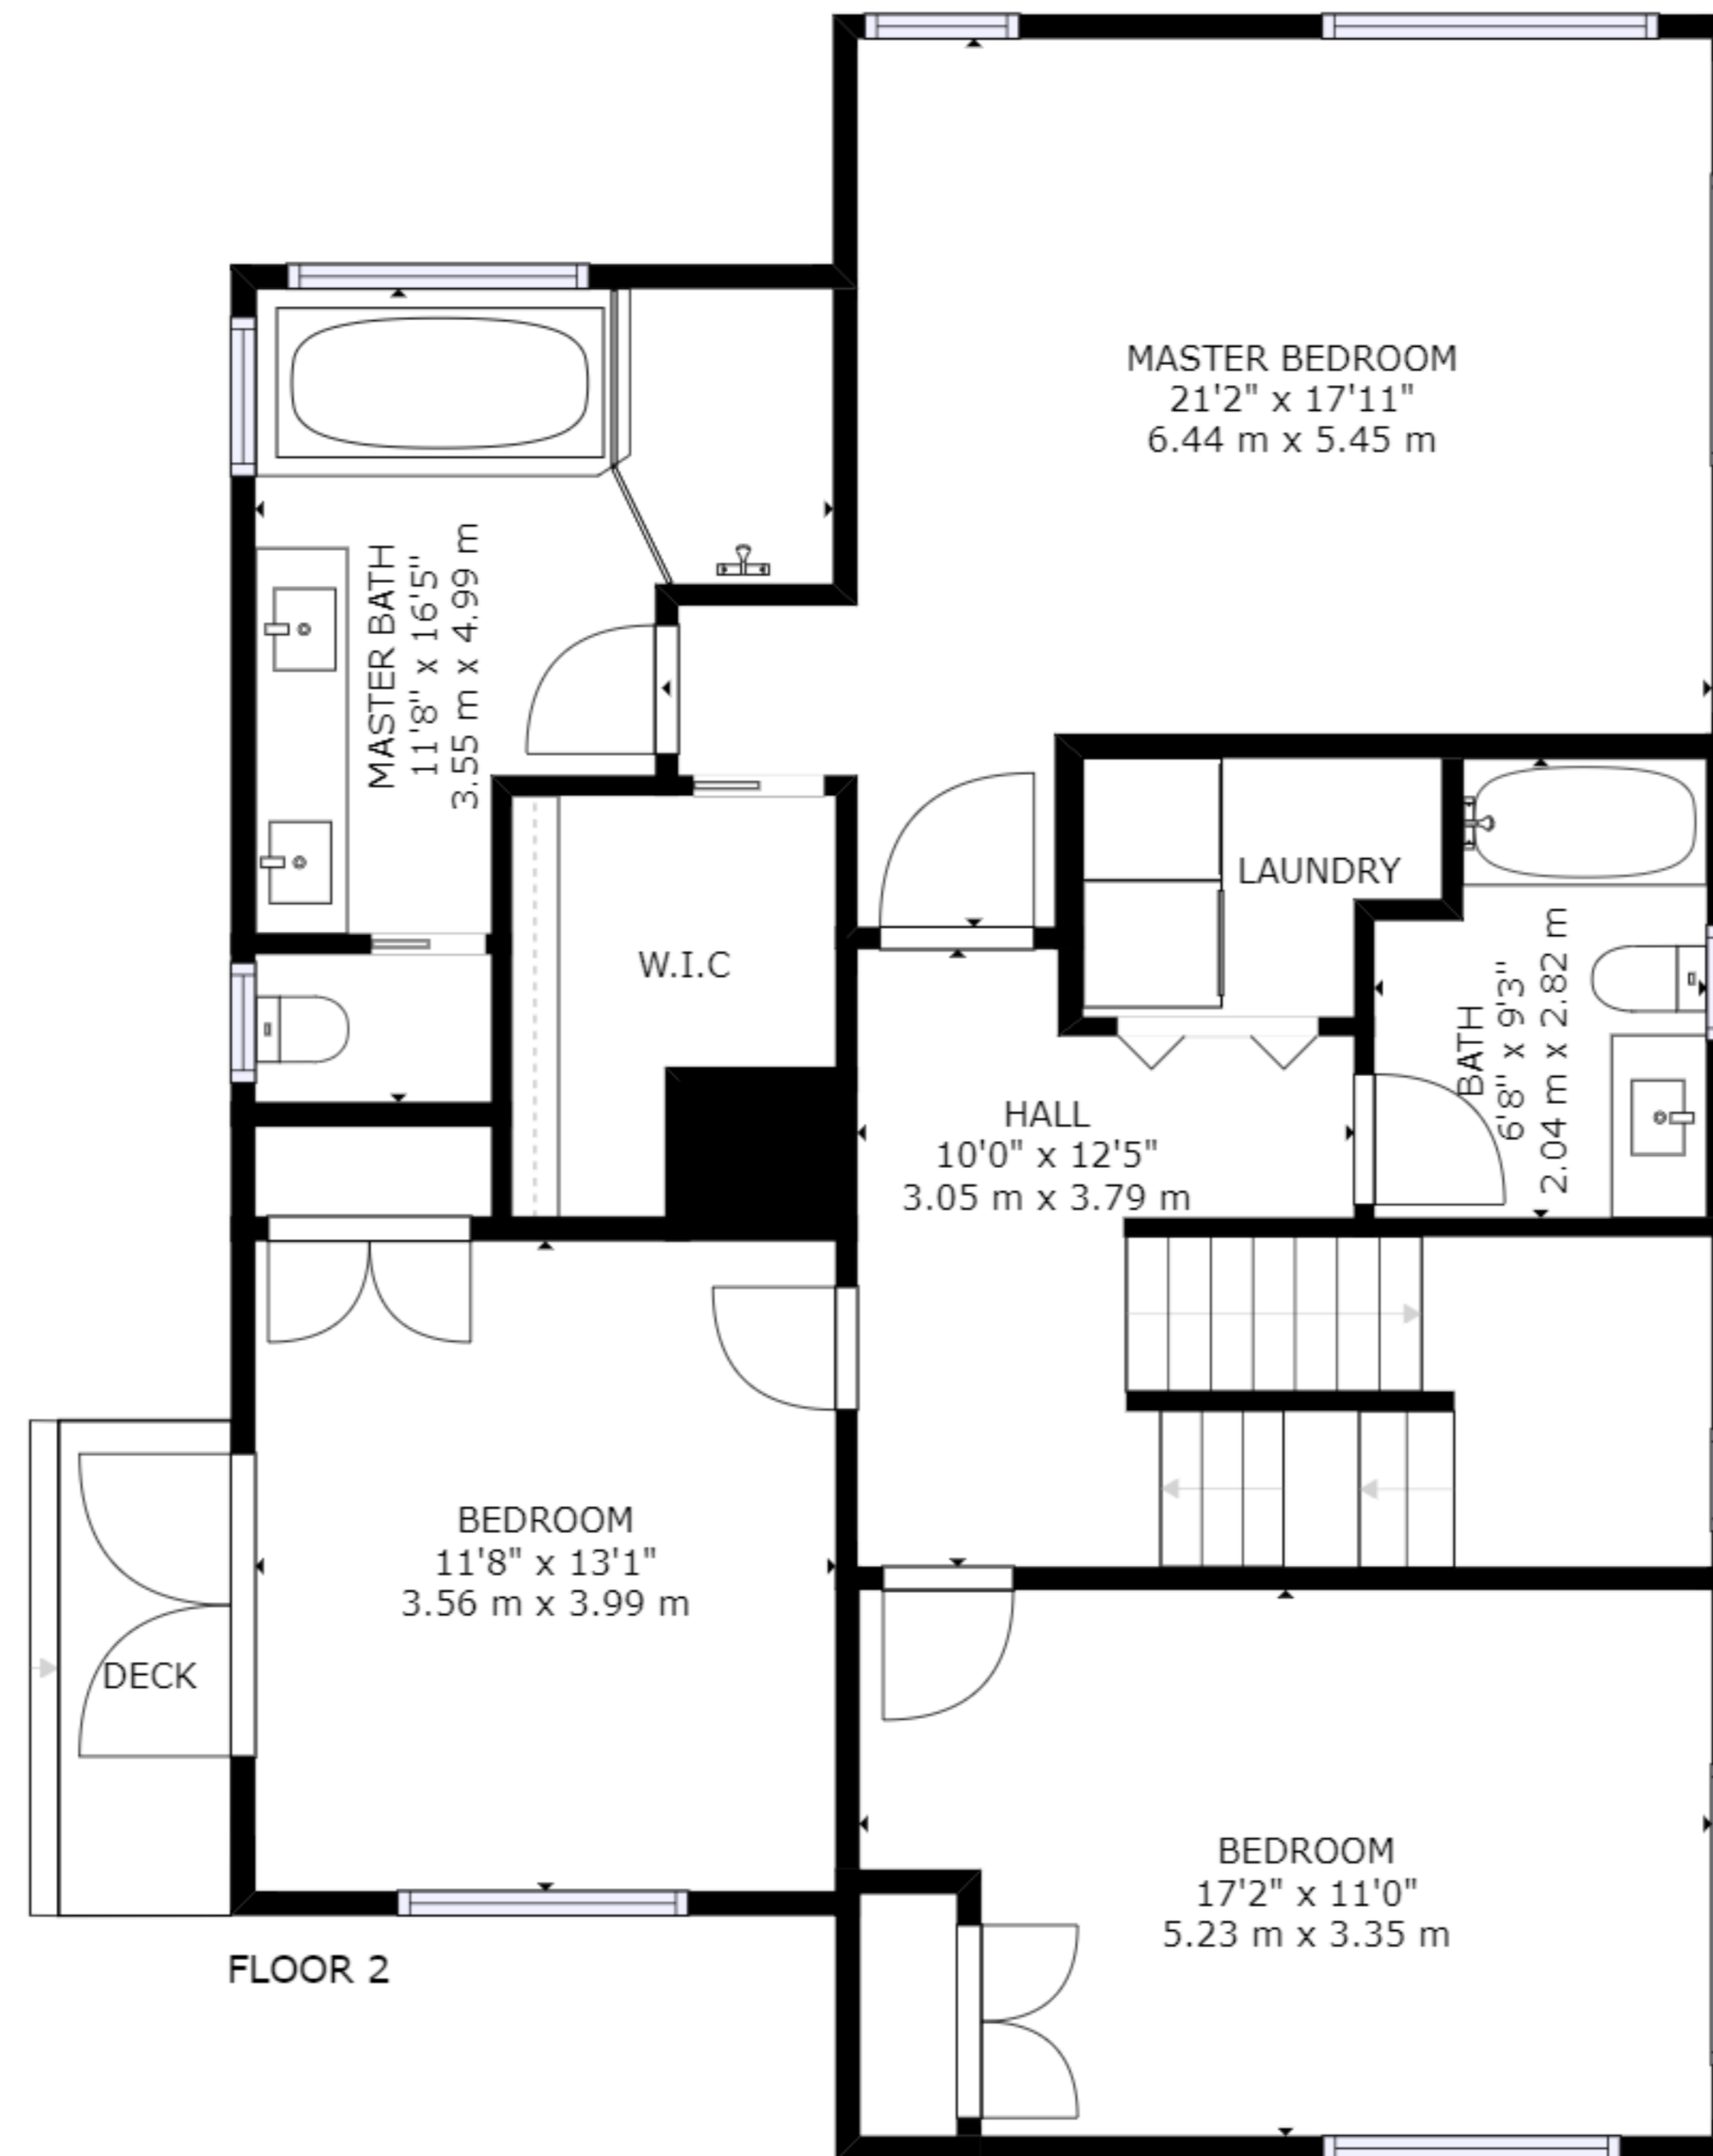 MASTER BEDROOM
21'2" x 17'11"
6.44 m x 5.45 m
MASTER BATH
11'8" x 16'5"
3.55 m x 4.99 m
LAUNDRY
W.I.C
BATH
6'8" x 9'3"
2.04 m x 2.82 m
HALL
10'0" x 12'5"
3.05 m x 3.79 m
BEDROOM
11'8" x 13'1"
3.56 m x 3.99 m
DECK
BEDROOM
17'2" x 11'0"
5.23 m x 3.35 m
FLOOR 2